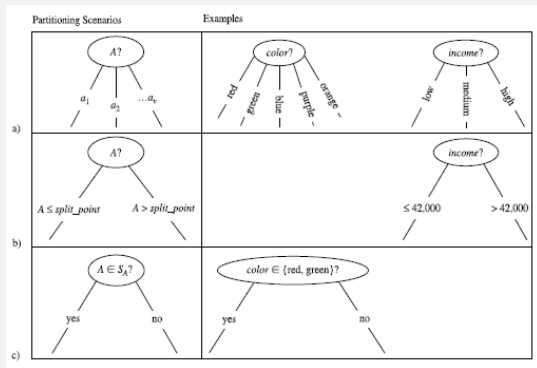 Partitioning Scenarios
Examples
A?
a1
a2
...av
color?
red
green
blue
purple
orange
income?
low
medium
high
a)
A?
A ≤ split_point
A > split_point
income?
≤ 42,000
> 42,000
b)
A ∈ SA?
yes
no
color ∈ {red, green}?
yes
no
c)